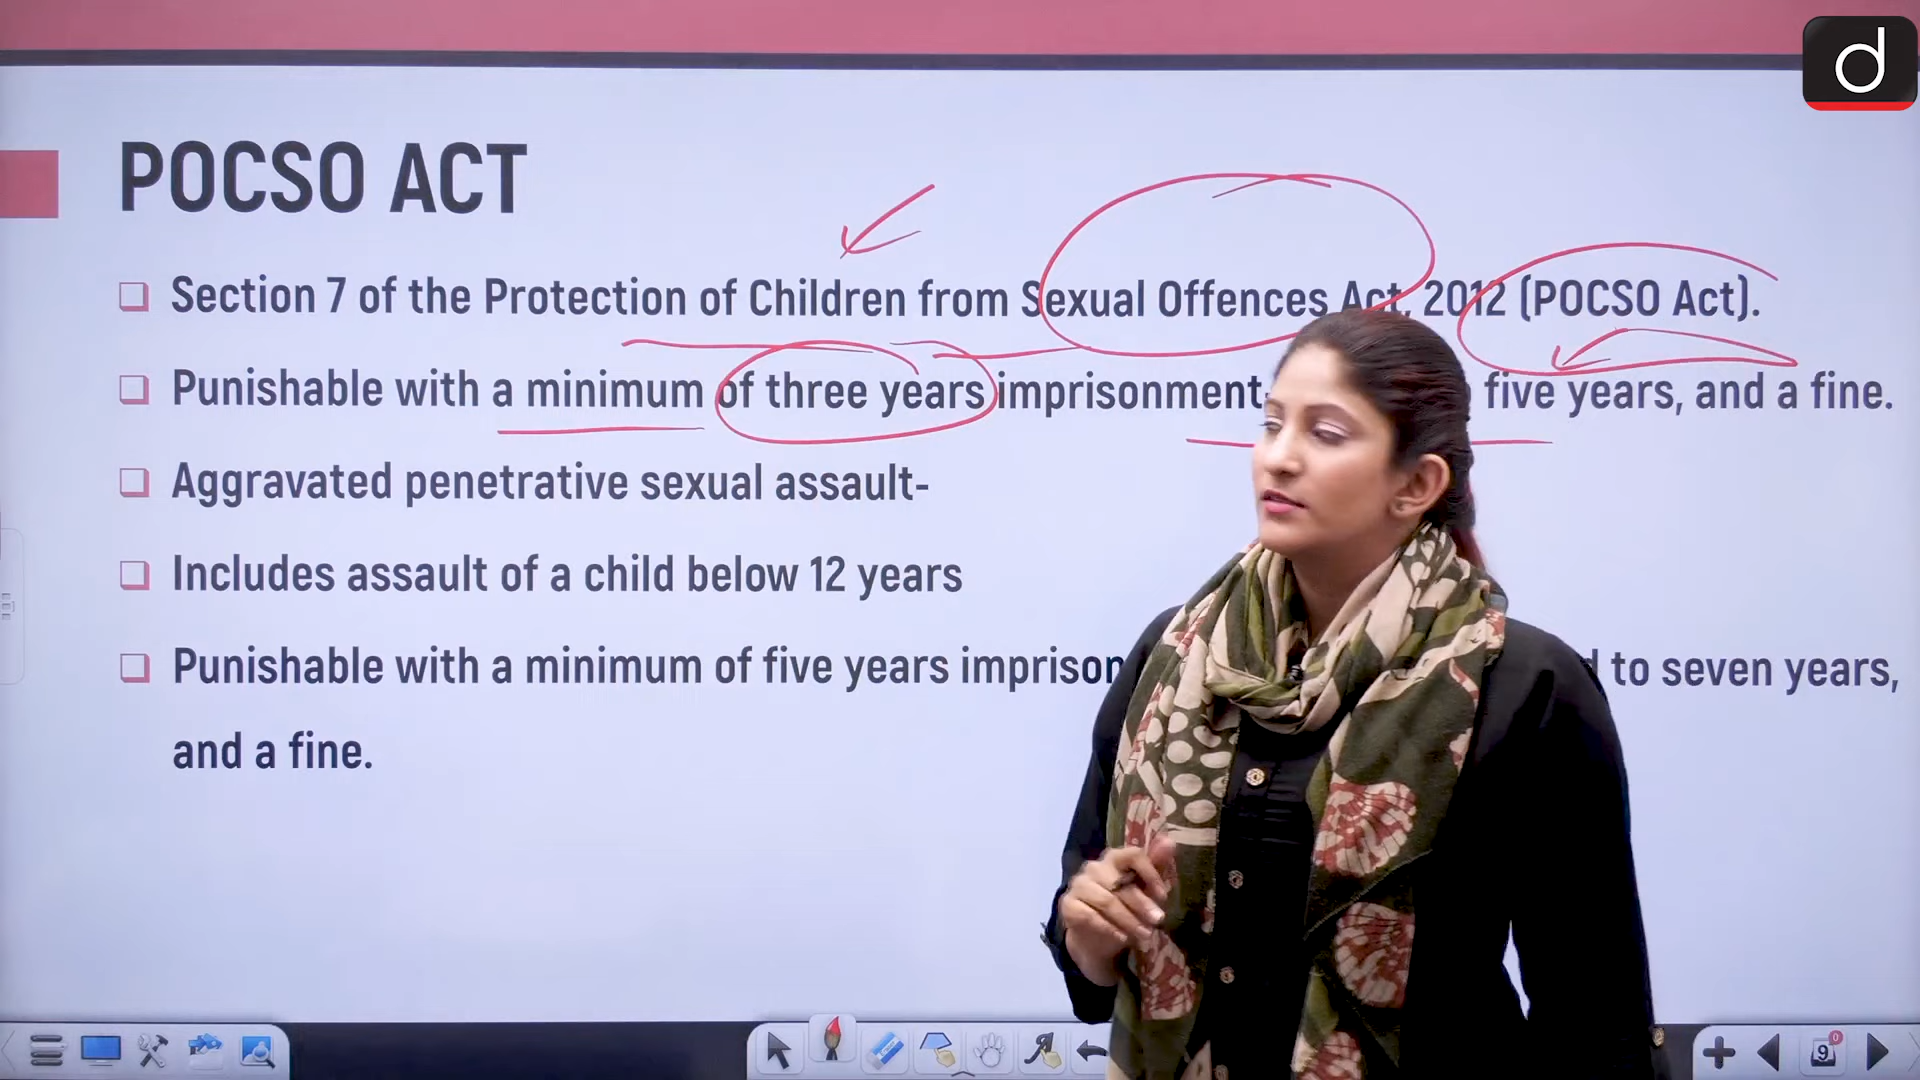 d
POCSO ACT
Section 7 of the Protection of Children from Sexual Offences Act, 2012 (POCSO Act).
Punishable with a minimum of three years imprisonment five years, and a fine.
Aggravated penetrative sexual assault-
Includes assault of a child below 12 years
Punishable with a minimum of five years to seven years,
and a fine.
9
0